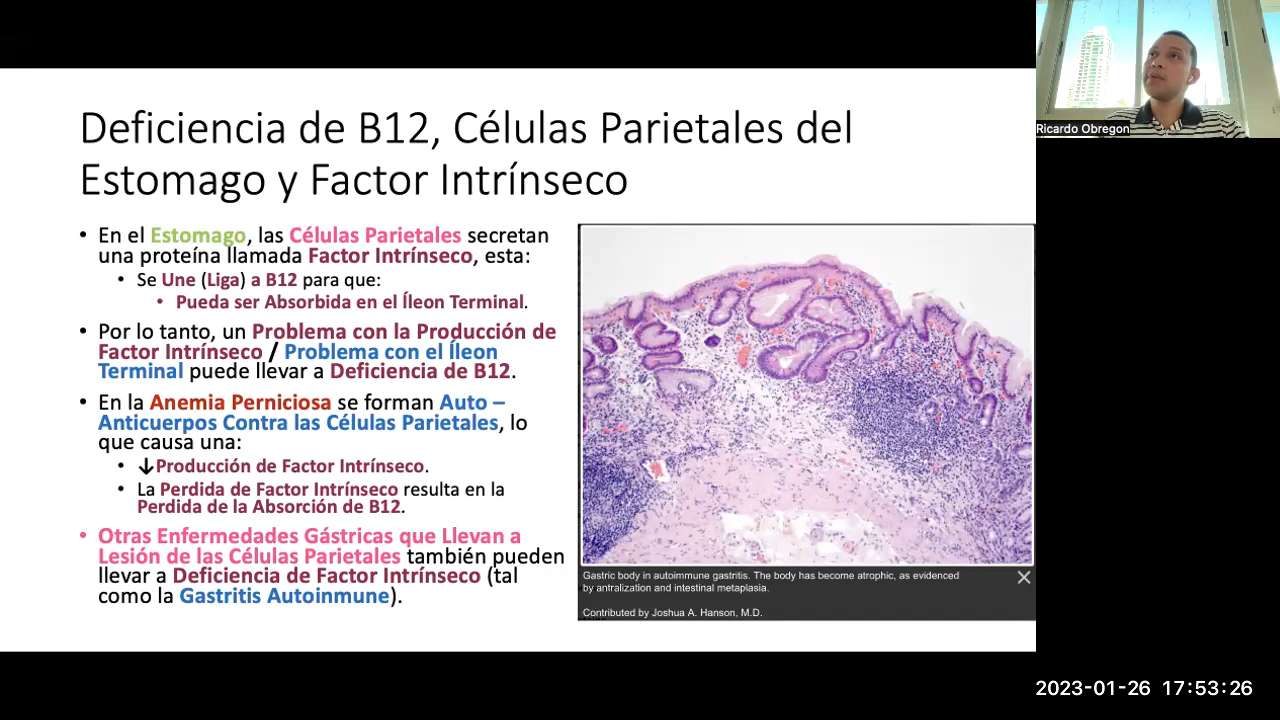 Deficiencia de B12, Células Parietales del
Estomago y Factor Intrínseco
• En el Estomago, las Células Parietales secretan
una proteína llamada Factor Intrínseco, esta:
• Se Une (Liga) a B12 para que:
• Pueda ser Absorbida en el Íleon Terminal.
• Por lo tanto, un Problema con la Producción de
Factor Intrínseco / Problema con el Íleon
Terminal puede llevar a Deficiencia de B12.
• En la Anemia Perniciosa se forman Auto –
Anticuerpos Contra las Células Parietales, lo
que causa una:
• ↓Producción de Factor Intrínseco.
• La Perdida de Factor Intrínseco resulta en la
Perdida de la Absorción de B12.
• Otras Enfermedades Gástricas que Llevan a
Lesión de las Células Parietales también pueden
llevar a Deficiencia de Factor Intrínseco (tal
como la Gastritis Autoinmune).
Gastric body in autoimmune gastritis. The body has become atrophic, as evidenced
by antralization and intestinal metaplasia.
Contributed by Joshua A. Hanson, M.D.
Ricardo Obregon
2023-01-26 17:53:26